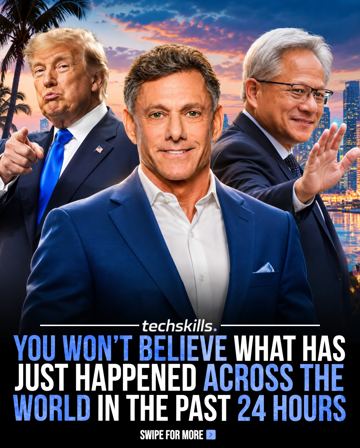 techskills.
YOU WON'T BELIEVE WHAT HAS
JUST HAPPENED ACROSS THE
WORLD IN THE PAST 24 HOURS
SWIPE FOR MORE